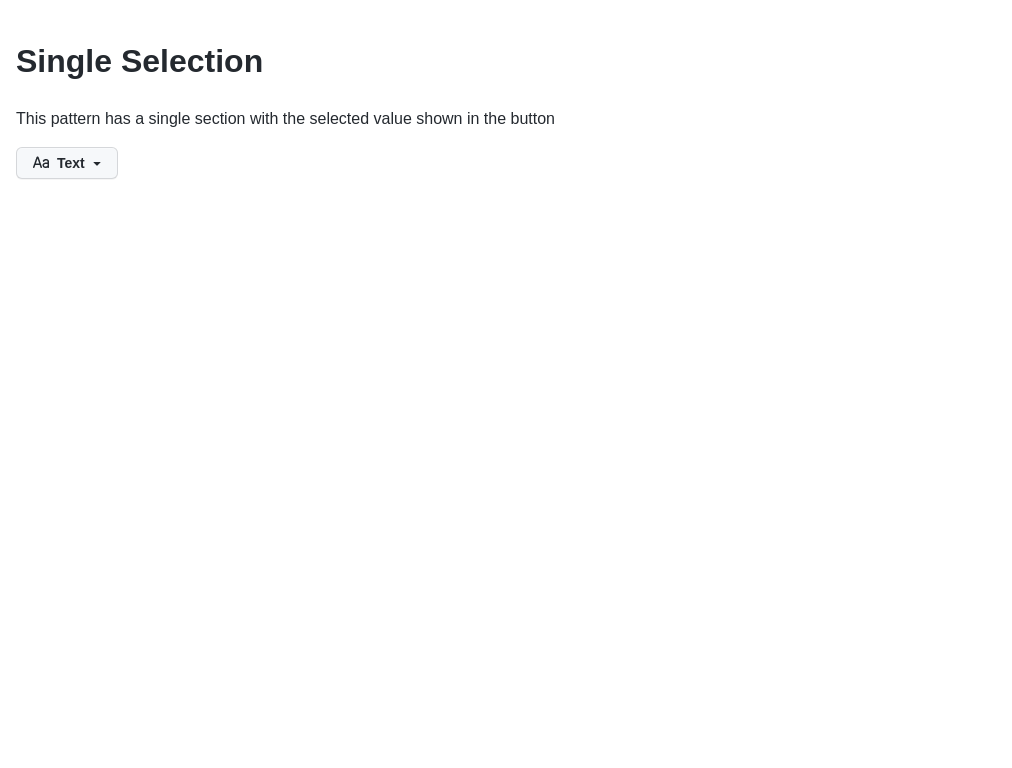 Single Selection
This pattern has a single section with the selected value shown in the button
Aa Text